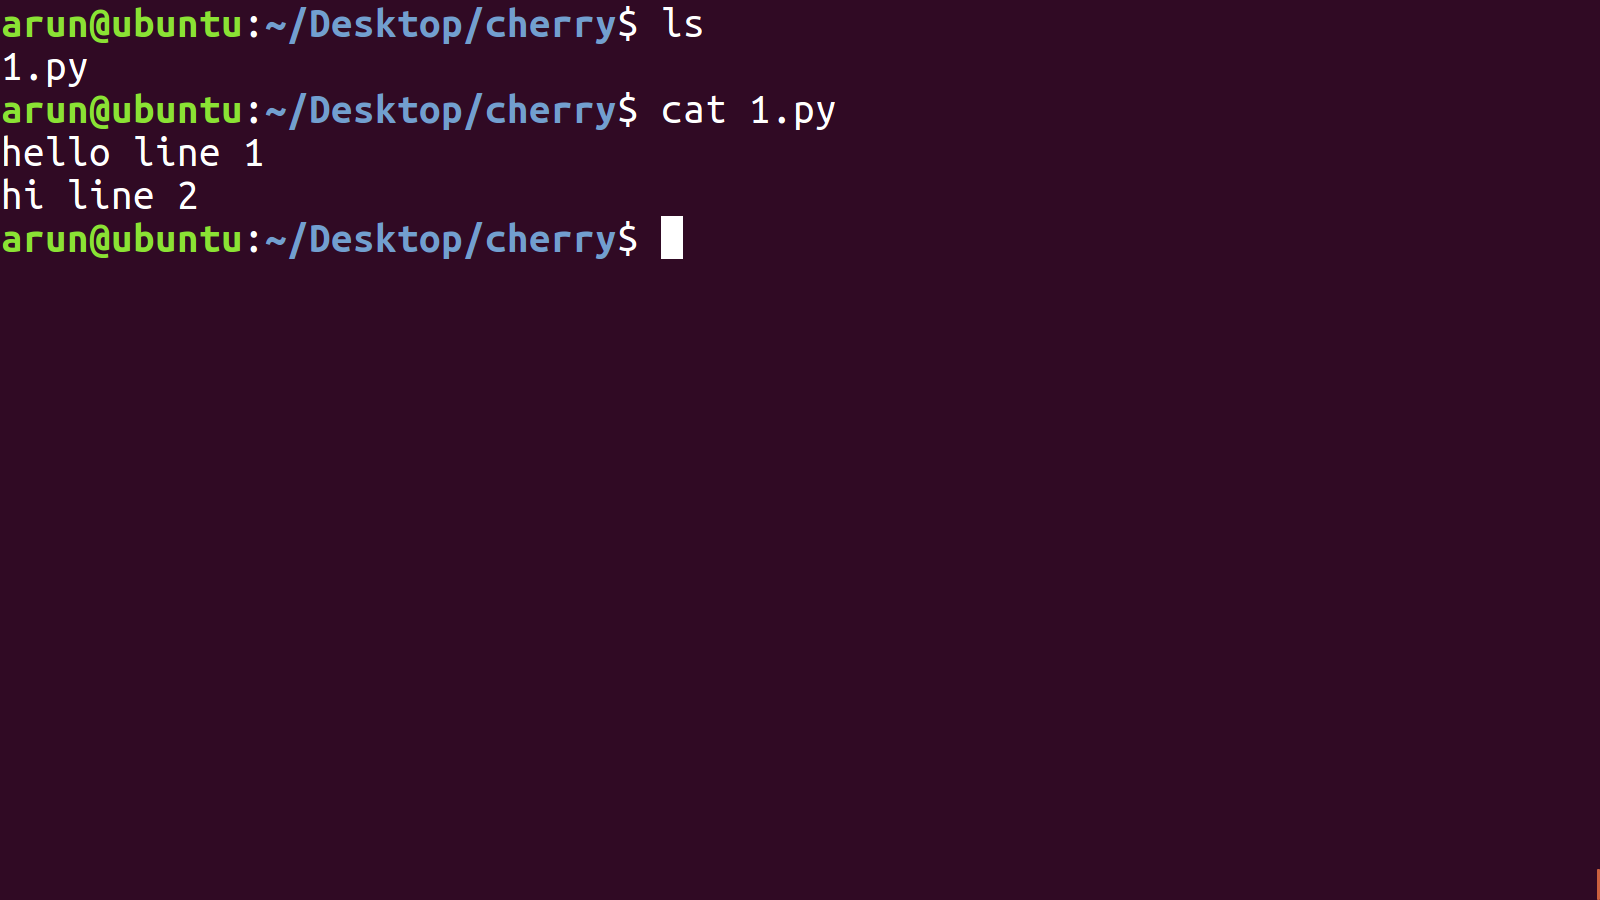 arun@ubuntu:~/Desktop/cherry$ ls
1.py
arun@ubuntu:~/Desktop/cherry$ cat 1.py
hello line 1
hi line 2
arun@ubuntu:~/Desktop/cherry$